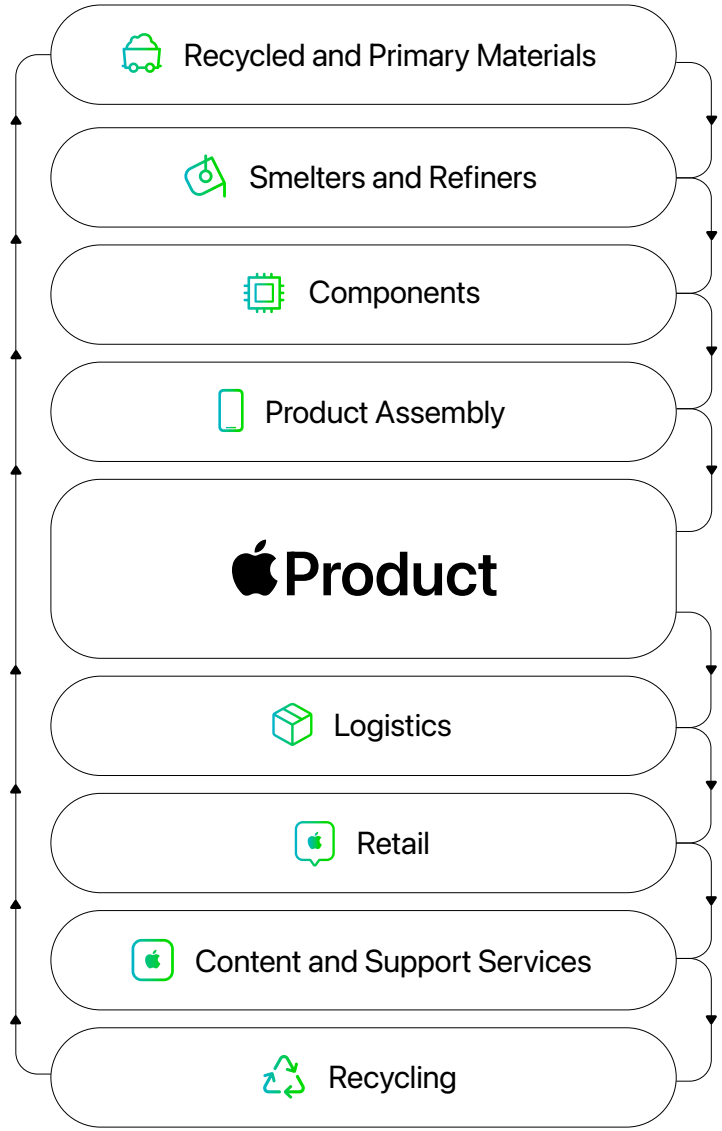 Recycled and Primary Materials
Smelters and Refiners
Components
Product Assembly
Product
Logistics
Retail
Content and Support Services
Recycling